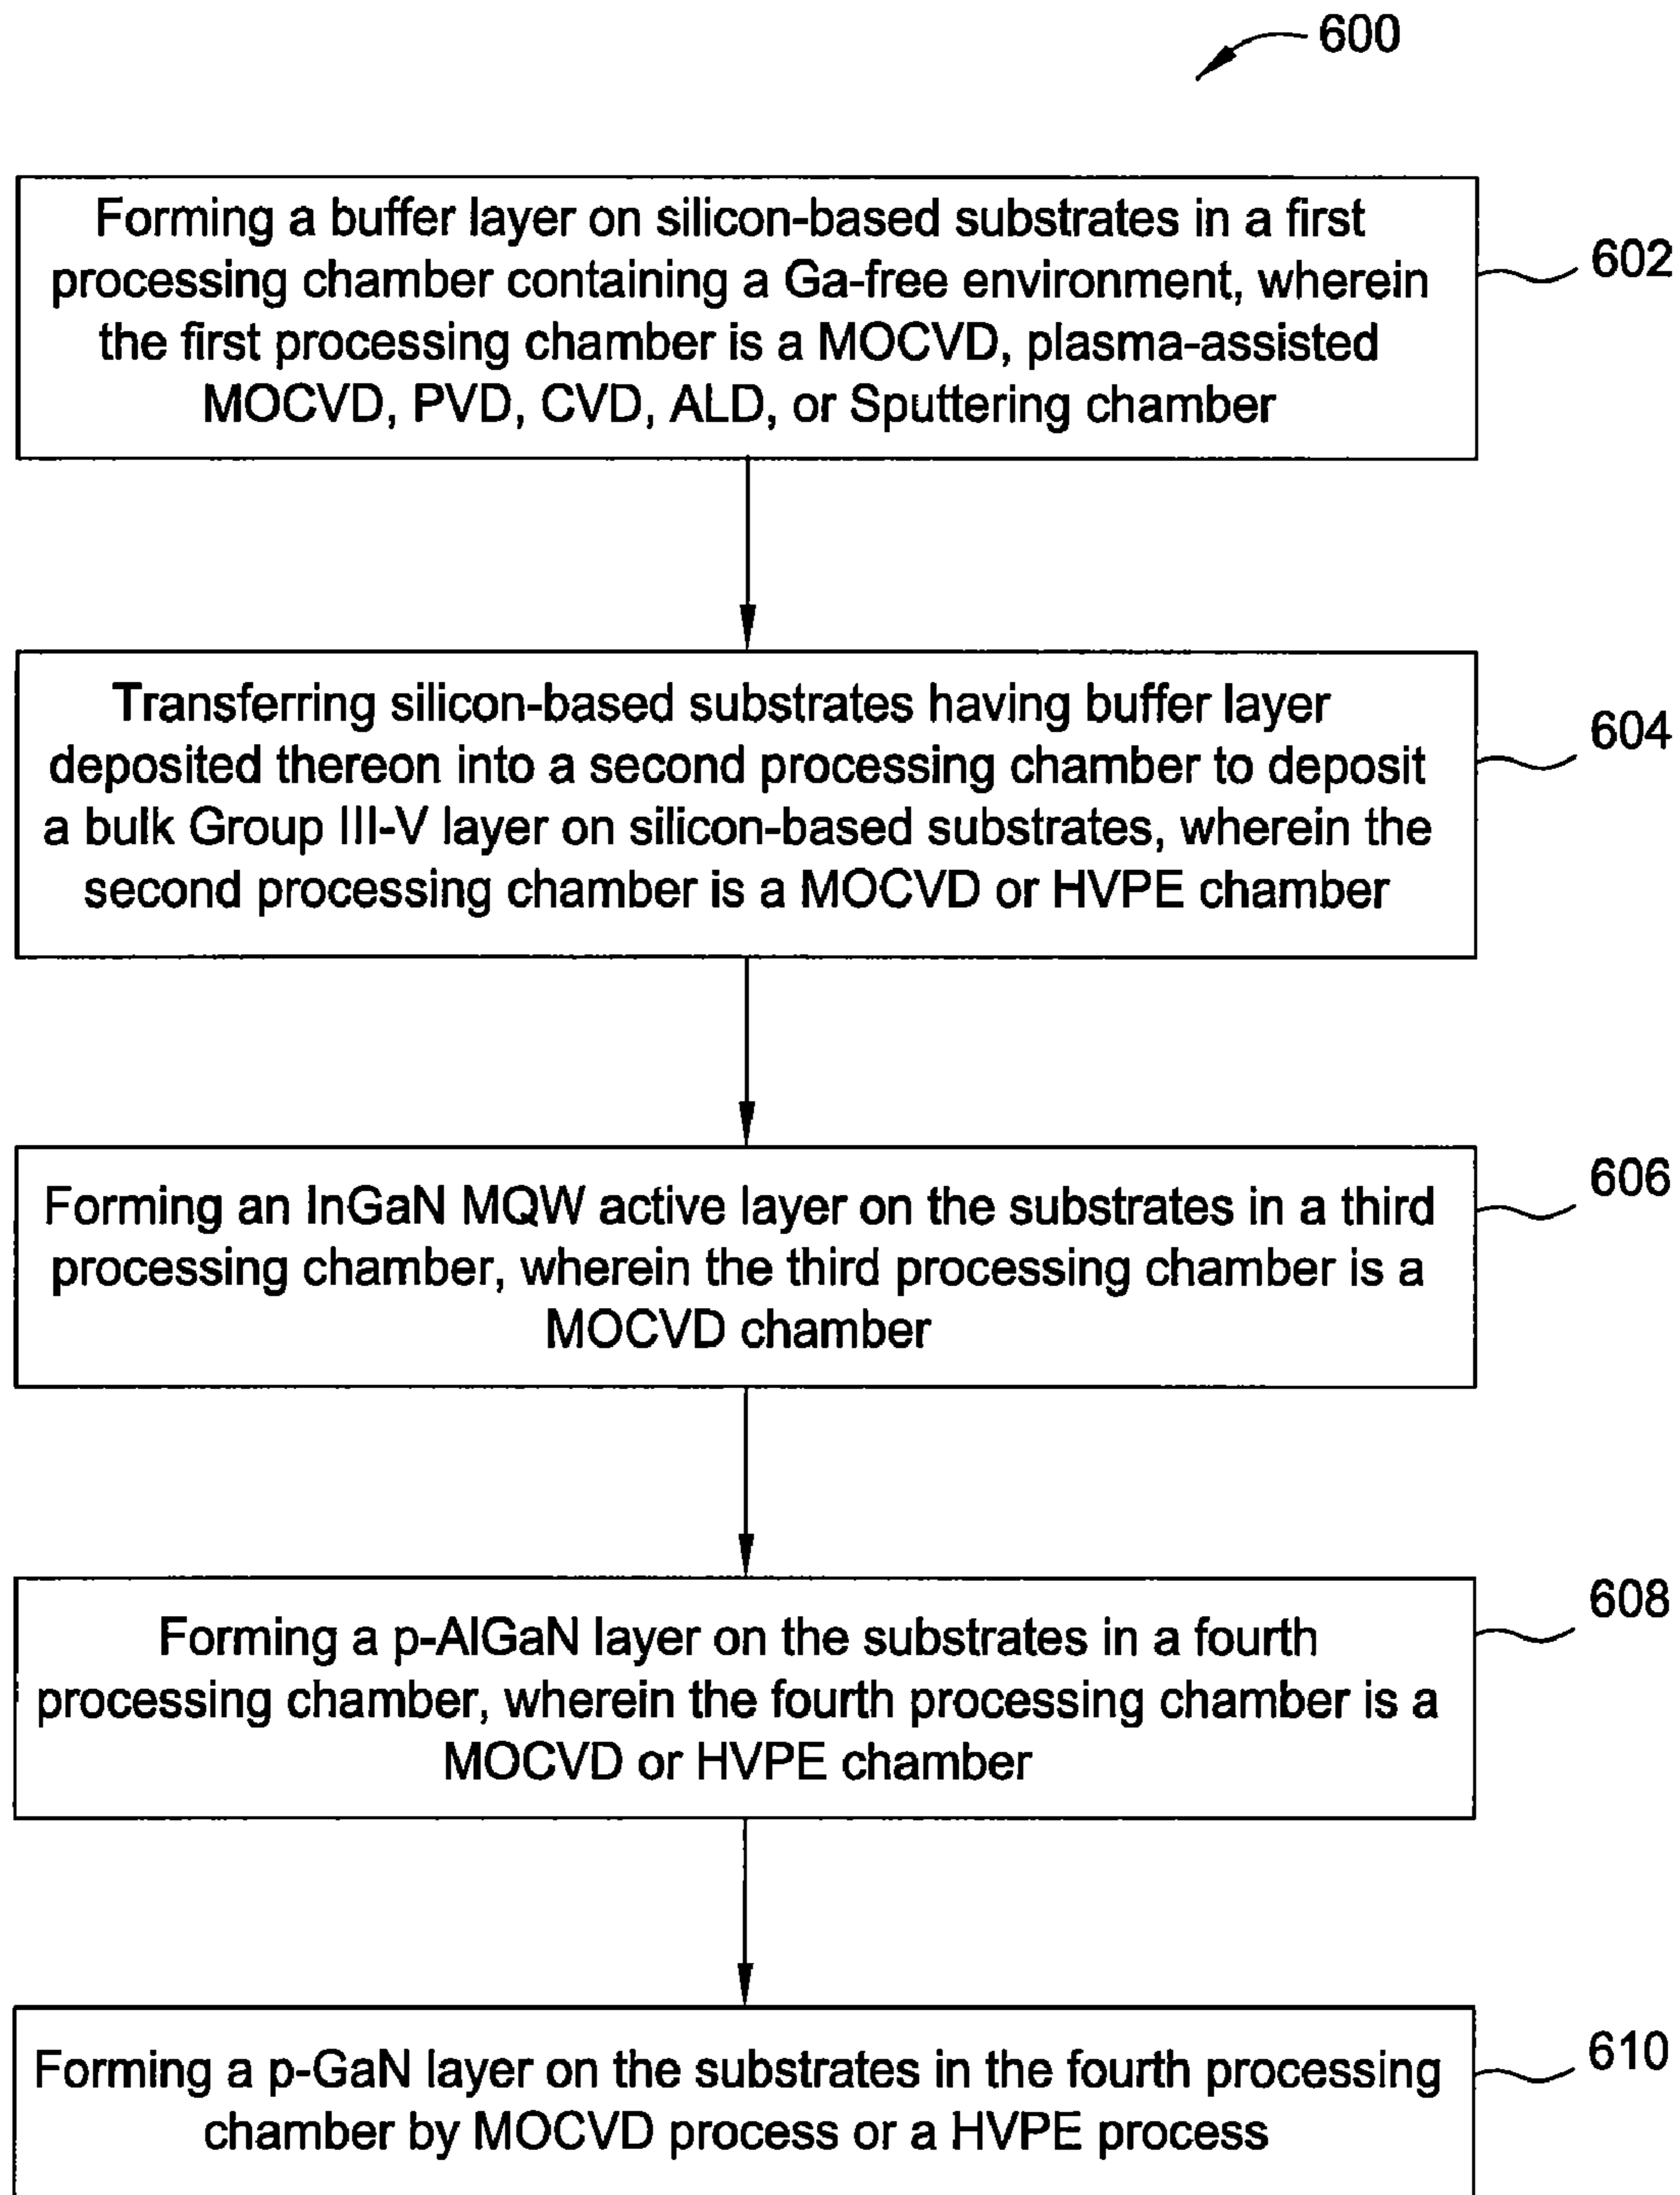 600
Forming a buffer layer on silicon-based substrates in a first
processing chamber containing a Ga-free environment, wherein
the first processing chamber is a MOCVD, plasma-assisted
MOCVD, PVD, CVD, ALD, or Sputtering chamber
602
Transferring silicon-based substrates having buffer layer
deposited thereon into a second processing chamber to deposit
a bulk Group III-V layer on silicon-based substrates, wherein the
second processing chamber is a MOCVD or HVPE chamber
604
Forming an InGaN MQW active layer on the substrates in a third
processing chamber, wherein the third processing chamber is a
MOCVD chamber
606
Forming a p-AlGaN layer on the substrates in a fourth
processing chamber, wherein the fourth processing chamber is a
MOCVD or HVPE chamber
608
Forming a p-GaN layer on the substrates in the fourth processing
chamber by MOCVD process or a HVPE process
610